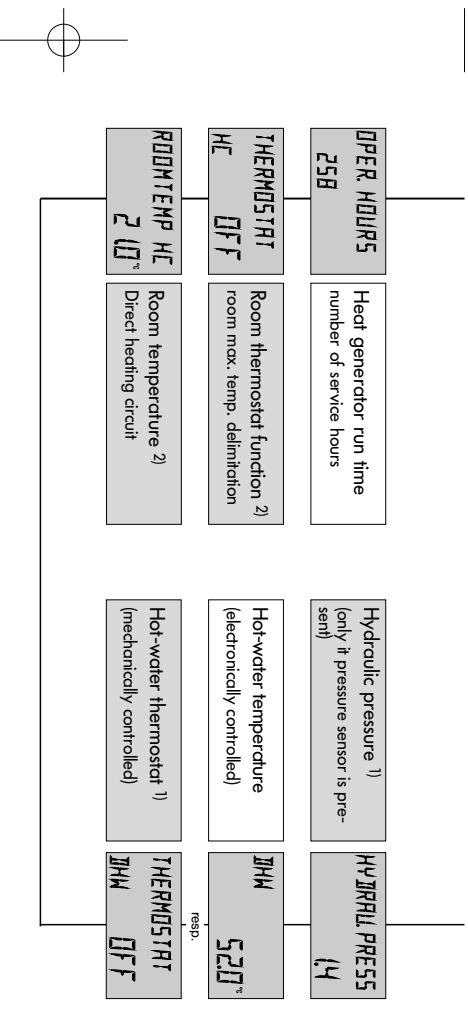 OPER. HOURS
258
Heat generator run time
number of service hours
Hydraulic pressure 1)
(only it pressure sensor is pre-
sent)
HYDRAU. PRESS
1.4
THERMOSTAT
HC OFF
Room thermostat function 2)
room max. temp. delimitation
Hot-water temperature
(electronically controlled)
DHW
52.0 °C
resp.
ROOMTEMP HC
21.0 °C
Room temperature 2)
Direct heating circuit
Hot-water thermostat 1)
(mechanically controlled)
THERMOSTAT
DHW OFF